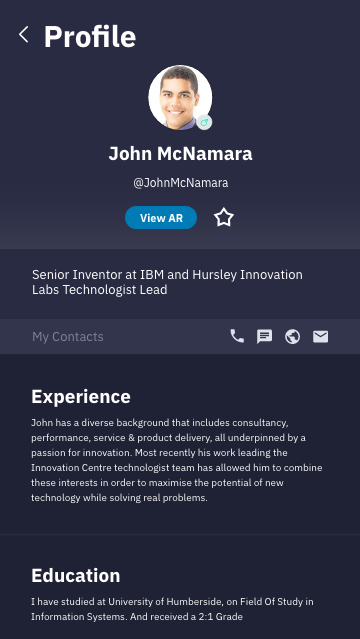 Profile
John McNamara
@JohnMcNamara
View AR
Senior Inventor at IBM and Hursley Innovation
Labs Technologist Lead
My Contacts
Experience
John has a diverse background that includes consultancy,
performance, service & product delivery, all underpinned by a
passion for innovation. Most recently his work leading the
Innovation Centre technologist team has allowed him to combine
these interests in order to maximise the potential of new
technology while solving real problems.
Education
I have studied at University of Humberside, on Field Of Study in
Information Systems. And received a 2:1 Grade